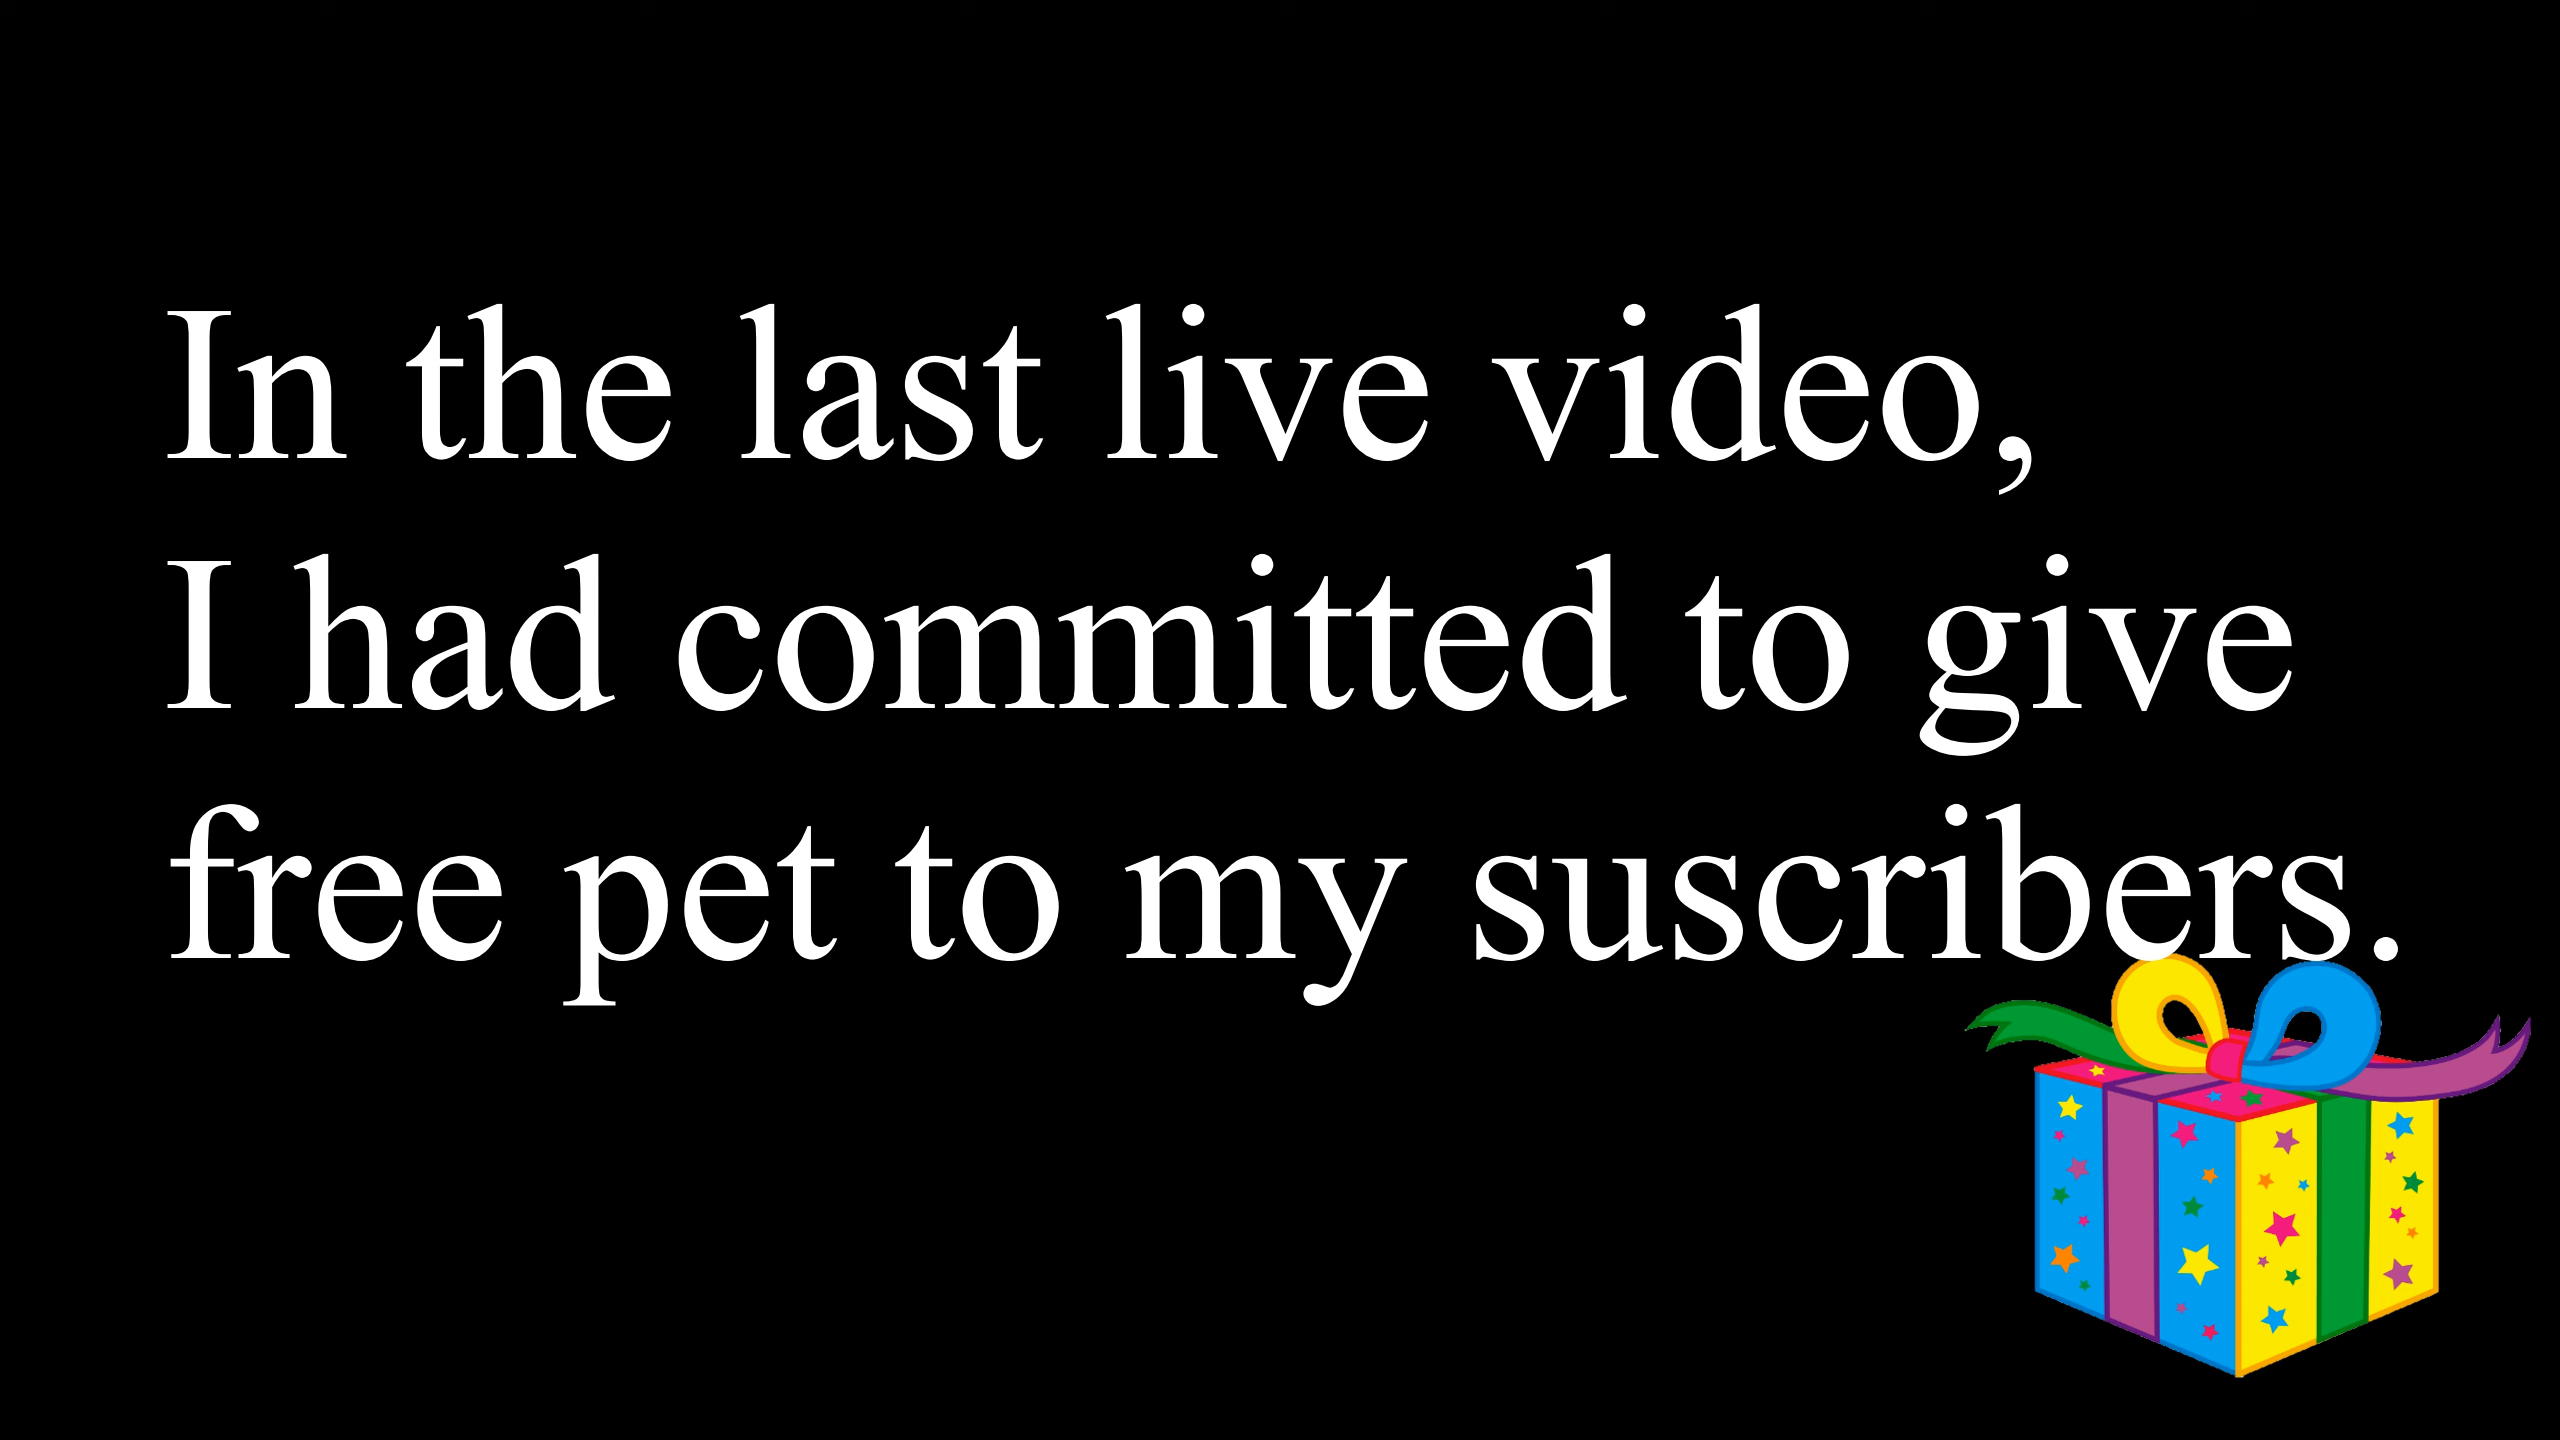 In the last live video,
I had committed to give
free pet to my suscribers.